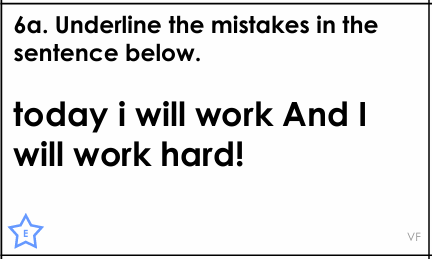 6a. Underline the mistakes in the
sentence below.
today i will work And I
will work hard!
E
VF